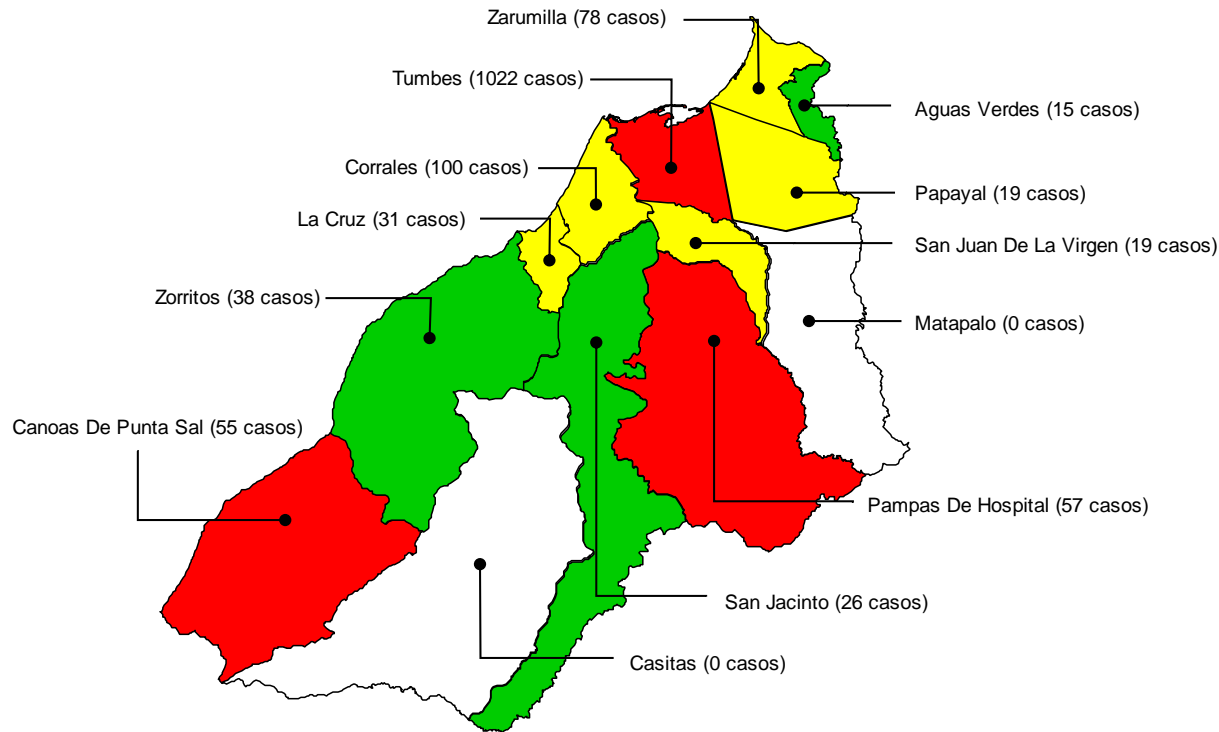 Zarumilla (78 casos)
Tumbes (1022 casos)
Aguas Verdes (15 casos)
Corrales (100 casos)
Papayal (19 casos)
La Cruz (31 casos)
San Juan De La Virgen (19 casos)
Zorritos (38 casos)
Matapalo (0 casos)
Canoas De Punta Sal (55 casos)
Pampas De Hospital (57 casos)
San Jacinto (26 casos)
Casitas (0 casos)